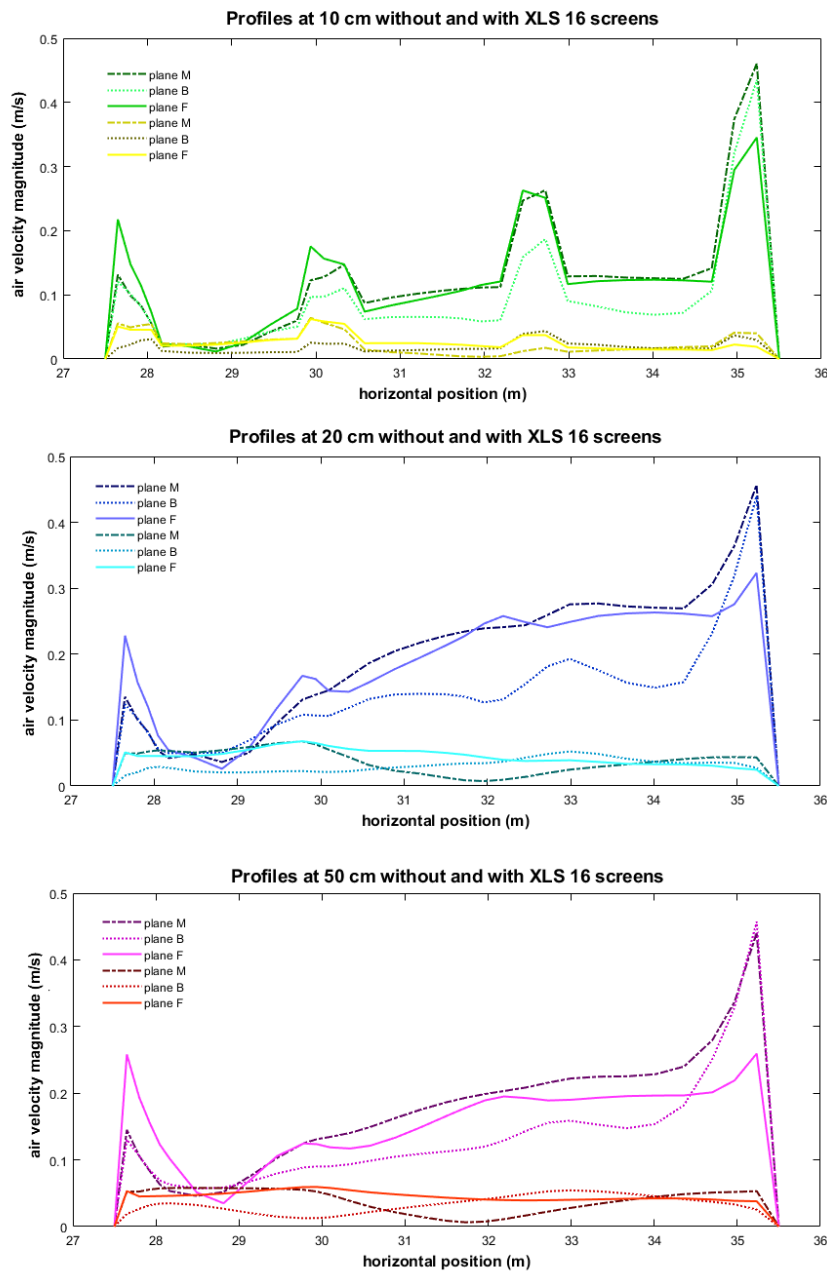 Profiles at 10 cm without and with XLS 16 screens
0.5
0.4
0.3
0.2
0.1
0
air velocity magnitude (m/s)
plane M
plane B
plane F
plane M
plane B
plane F
27 28 29 30 31 32 33 34 35 36
horizontal position (m)
Profiles at 20 cm without and with XLS 16 screens
0.5
0.4
0.3
0.2
0.1
0
air velocity magnitude (m/s)
plane M
plane B
plane F
plane M
plane B
plane F
27 28 29 30 31 32 33 34 35 36
horizontal position (m)
Profiles at 50 cm without and with XLS 16 screens
0.5
0.4
0.3
0.2
0.1
0
air velocity magnitude (m/s)
plane M
plane B
plane F
plane M
plane B
plane F
27 28 29 30 31 32 33 34 35 36
horizontal position (m)